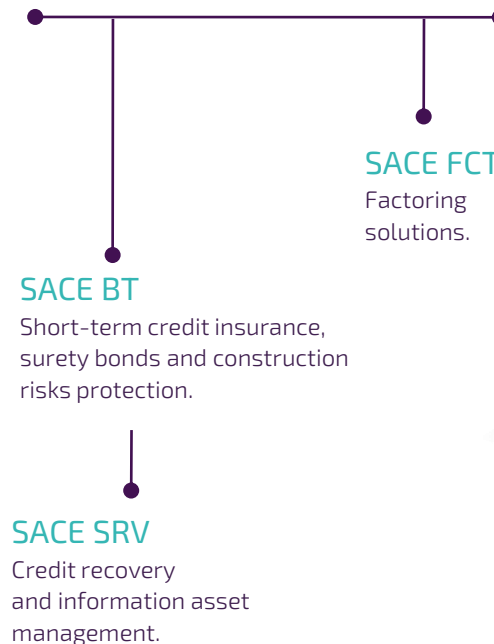 SACE FCT
Factoring
solutions.
SACE BT
Short-term credit insurance,
surety bonds and construction
risks protection.
SACE SRV
Credit recovery
and information asset
management.